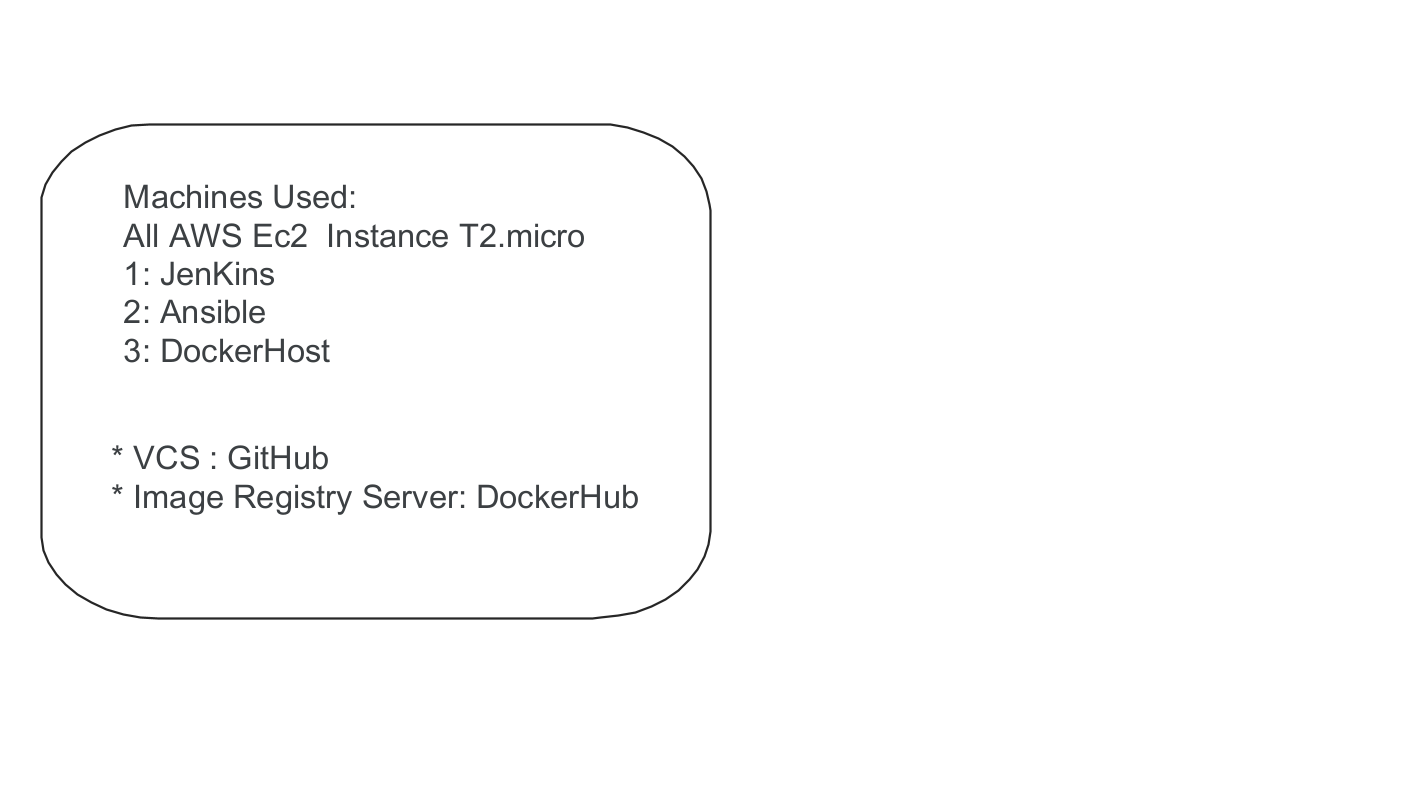 Machines Used:
All AWS Ec2  Instance T2.micro
1: JenKins
2: Ansible
3: DockerHost
* VCS : GitHub
* Image Registry Server: DockerHub